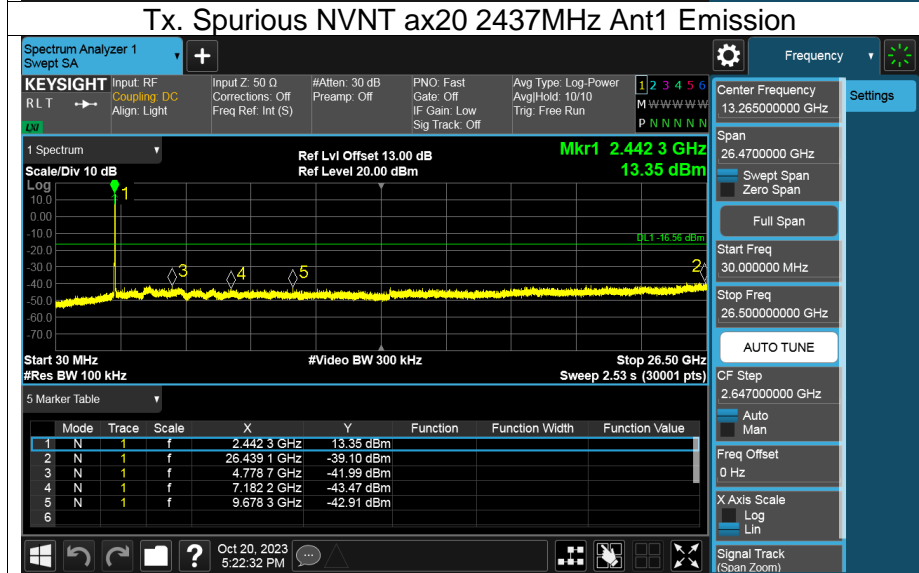 Tx. Spurious NVNT ax20 2437MHz Ant1 Emission
Spectrum Analyzer 1
Swept SA
+
Frequency
KEYSIGHT
RLT
LXI
Input: RF
Coupling: DC
Align: Light
Input Z: 50 Ω
Corrections: Off
Freq Ref: Int (S)
#Atten: 30 dB
Preamp: Off
PNO: Fast
Gate: Off
IF Gain: Low
Sig Track: Off
Avg Type: Log-Power
Avg|Hold: 10/10
Trig: Free Run
1 2 3 4 5 6
M W W W W W
P N N N N N
1 Spectrum
Scale/Div 10 dB
Ref Lvl Offset 13.00 dB
Ref Level 20.00 dBm
Mkr1 2.442 3 GHz
13.35 dBm
Log
10.0
0.00
-10.0
-20.0
-30.0
-40.0
-50.0
-60.0
-70.0
1
3
4
5
2
DL1 -16.56 dBm
Start 30 MHz
#Video BW 300 kHz
Stop 26.50 GHz
#Res BW 100 kHz
Sweep 2.53 s (30001 pts)
5 Marker Table
Mode Trace Scale X Y Function Function Width Function Value
1 N 1 f 2.442 3 GHz 13.35 dBm
2 N 1 f 26.439 1 GHz -39.10 dBm
3 N 1 f 4.778 7 GHz -41.99 dBm
4 N 1 f 7.182 2 GHz -43.47 dBm
5 N 1 f 9.678 3 GHz -42.91 dBm
6
?
Oct 20, 2023
5:22:32 PM
Center Frequency
13.265000000 GHz
Settings
Span
26.4700000 GHz
Swept Span
Zero Span
Full Span
Start Freq
30.000000 MHz
Stop Freq
26.500000000 GHz
AUTO TUNE
CF Step
2.647000000 GHz
Auto
Man
Freq Offset
0 Hz
X Axis Scale
Log
Lin
Signal Track
(Span Zoom)